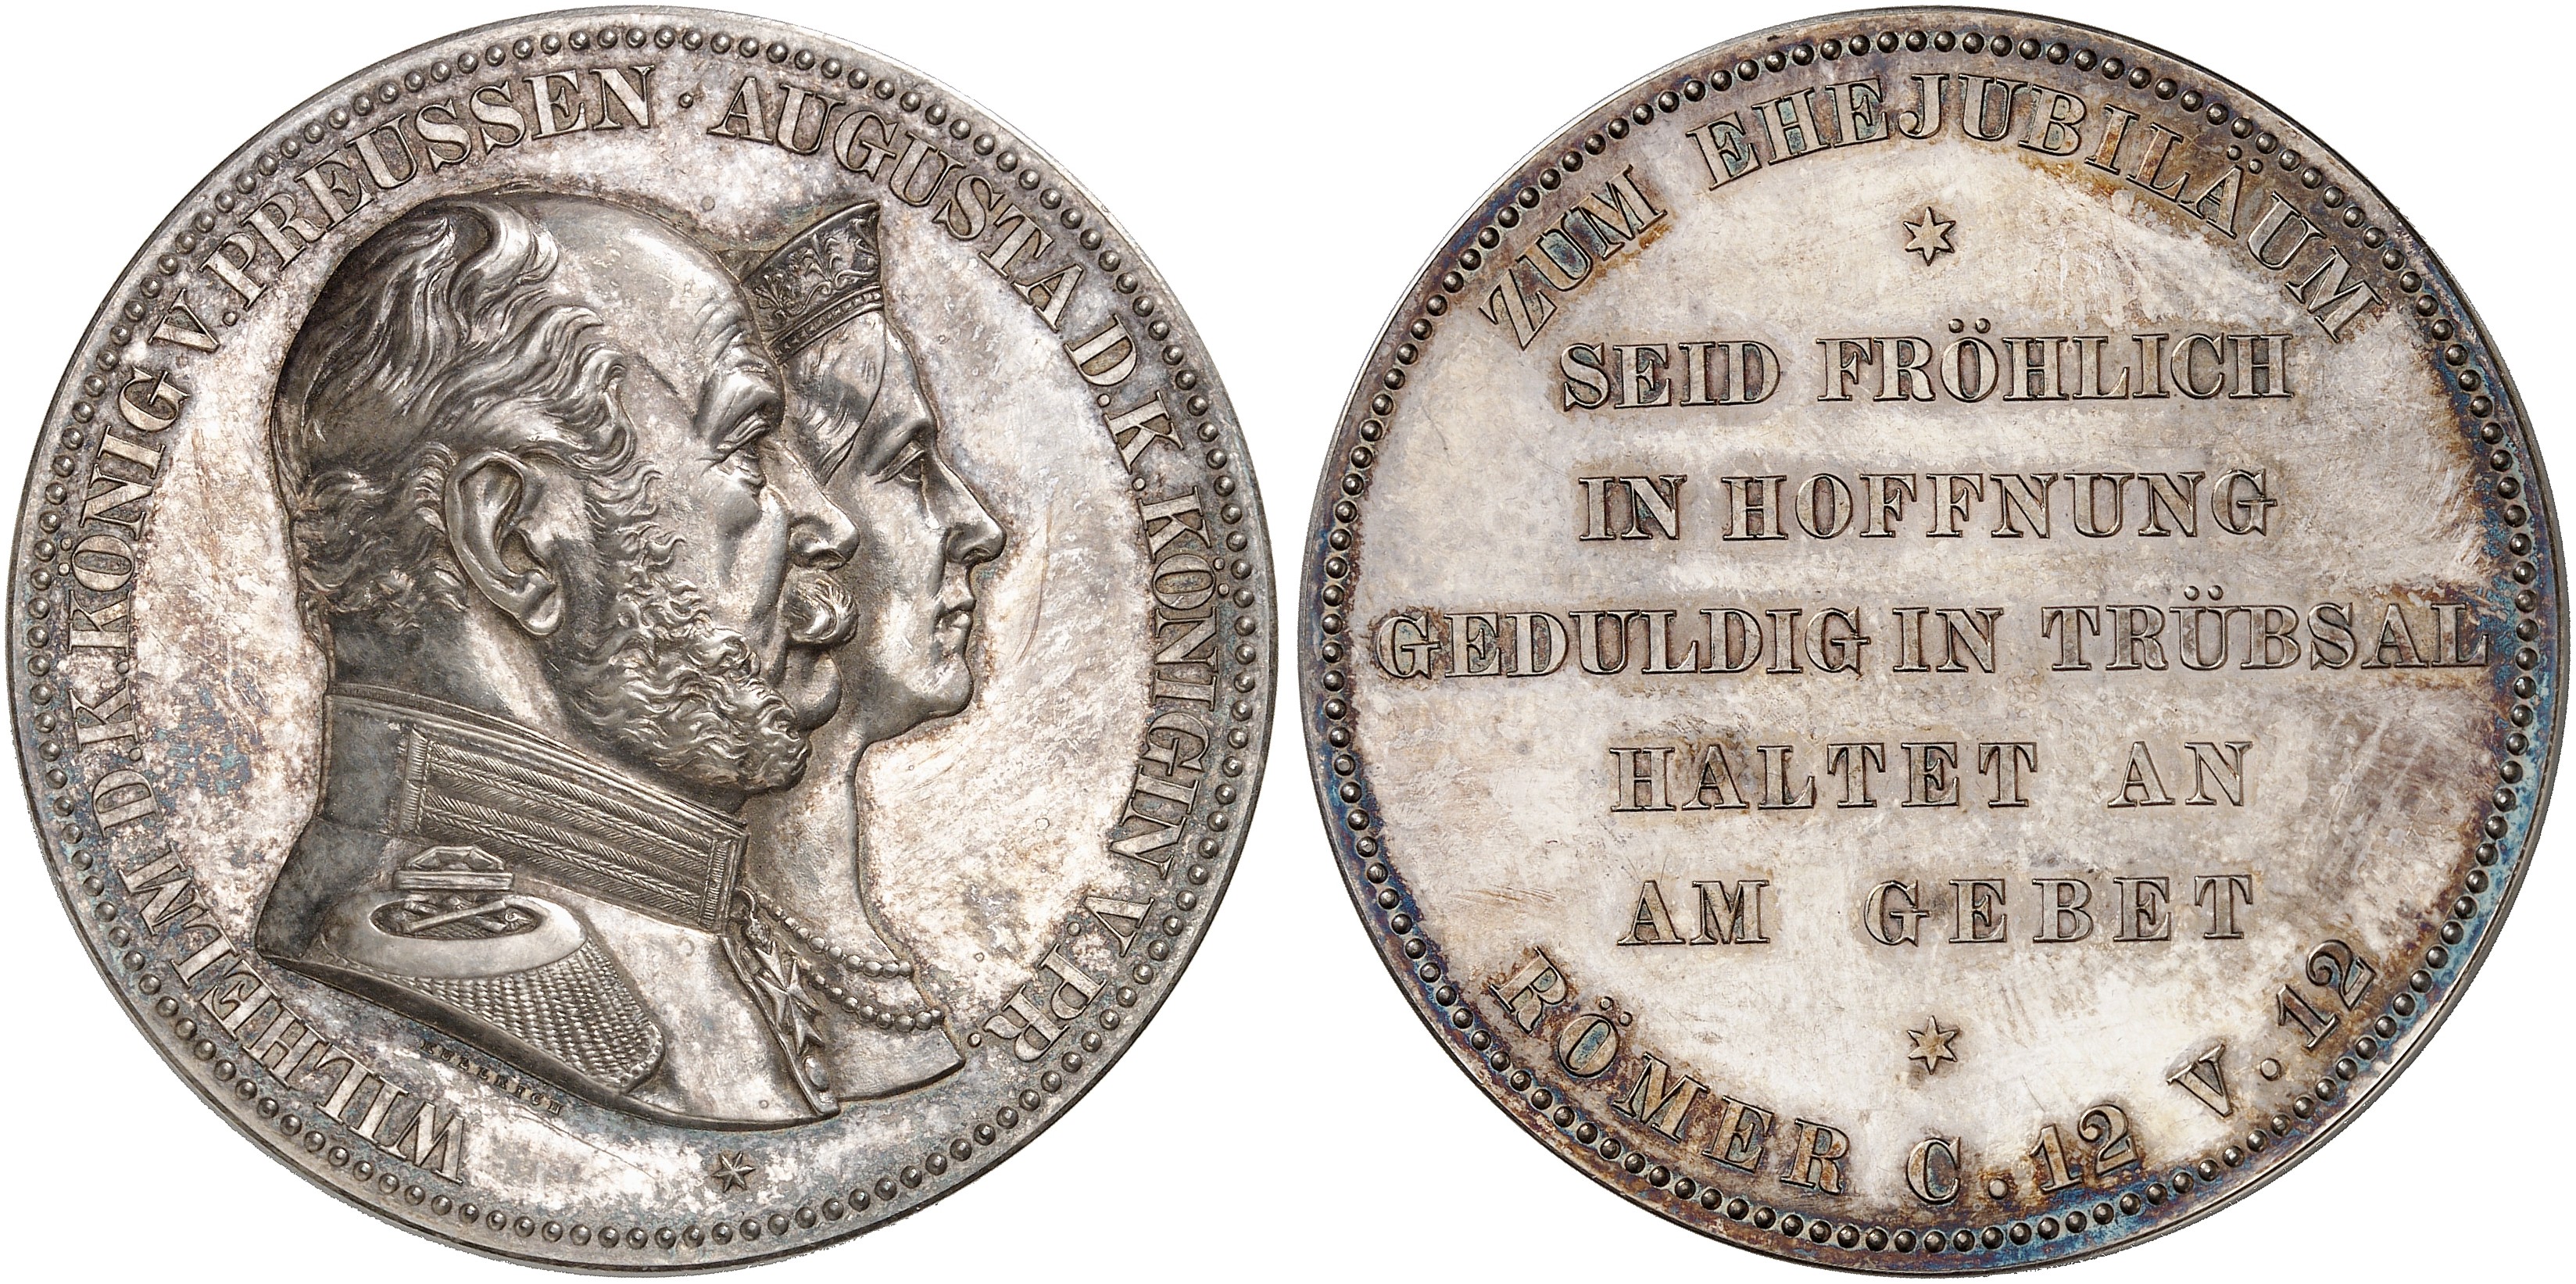 WILHELM D.K.KÖNIG V.PREUSSEN · AUGUSTA D.K.KÖNIGIN V.PR.
KULLRICH
ZUM EHEJUBILÄUM
SEID FRÖHLICH
IN HOFFNUNG
GEDULDIG IN TRÜBSAL
HALTET AN
AM GEBET
RÖMER C.12 V.12